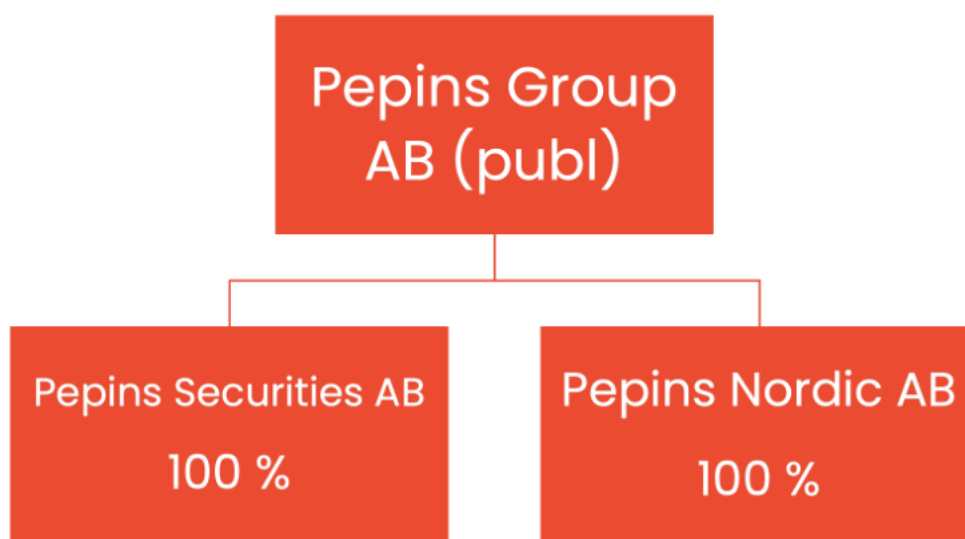 Pepins Group
AB (publ)
Pepins Securities AB
100 %
Pepins Nordic AB
100 %